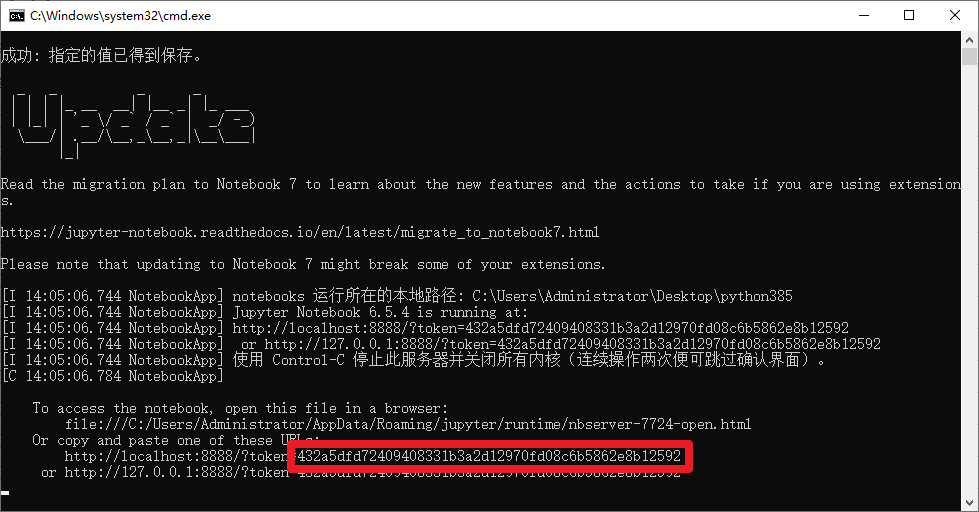 C:\Windows\system32\cmd.exe
成功: 指定的值已得到保存。
Update
Read the migration plan to Notebook 7 to learn about the new features and the actions to take if you are using extension
s.
https://jupyter-notebook.readthedocs.io/en/latest/migrate_to_notebook7.html
Please note that updating to Notebook 7 might break some of your extensions.
[I 14:05:06.744 NotebookApp] notebooks 运行所在的本地路径: C:\Users\Administrator\Desktop\python385
[I 14:05:06.744 NotebookApp] Jupyter Notebook 6.5.4 is running at:
[I 14:05:06.744 NotebookApp] http://localhost:8888/?token=432a5dfd72409408331b3a2d12970fd08c6b5862e8b12592
[I 14:05:06.744 NotebookApp]  or http://127.0.0.1:8888/?token=432a5dfd72409408331b3a2d12970fd08c6b5862e8b12592
[I 14:05:06.744 NotebookApp] 使用 Control-C 停止此服务器并关闭所有内核（连续操作两次便可跳过确认界面）。
[C 14:05:06.784 NotebookApp]
To access the notebook, open this file in a browser:
file:///C:/Users/Administrator/AppData/Roaming/jupyter/runtime/nbserver-7724-open.html
Or copy and paste one of these URLs:
http://localhost:8888/?token=432a5dfd72409408331b3a2d12970fd08c6b5862e8b12592
or http://127.0.0.1:8888/?token=432a5dfd72409408331b3a2d12970fd08c6b5862e8b12592